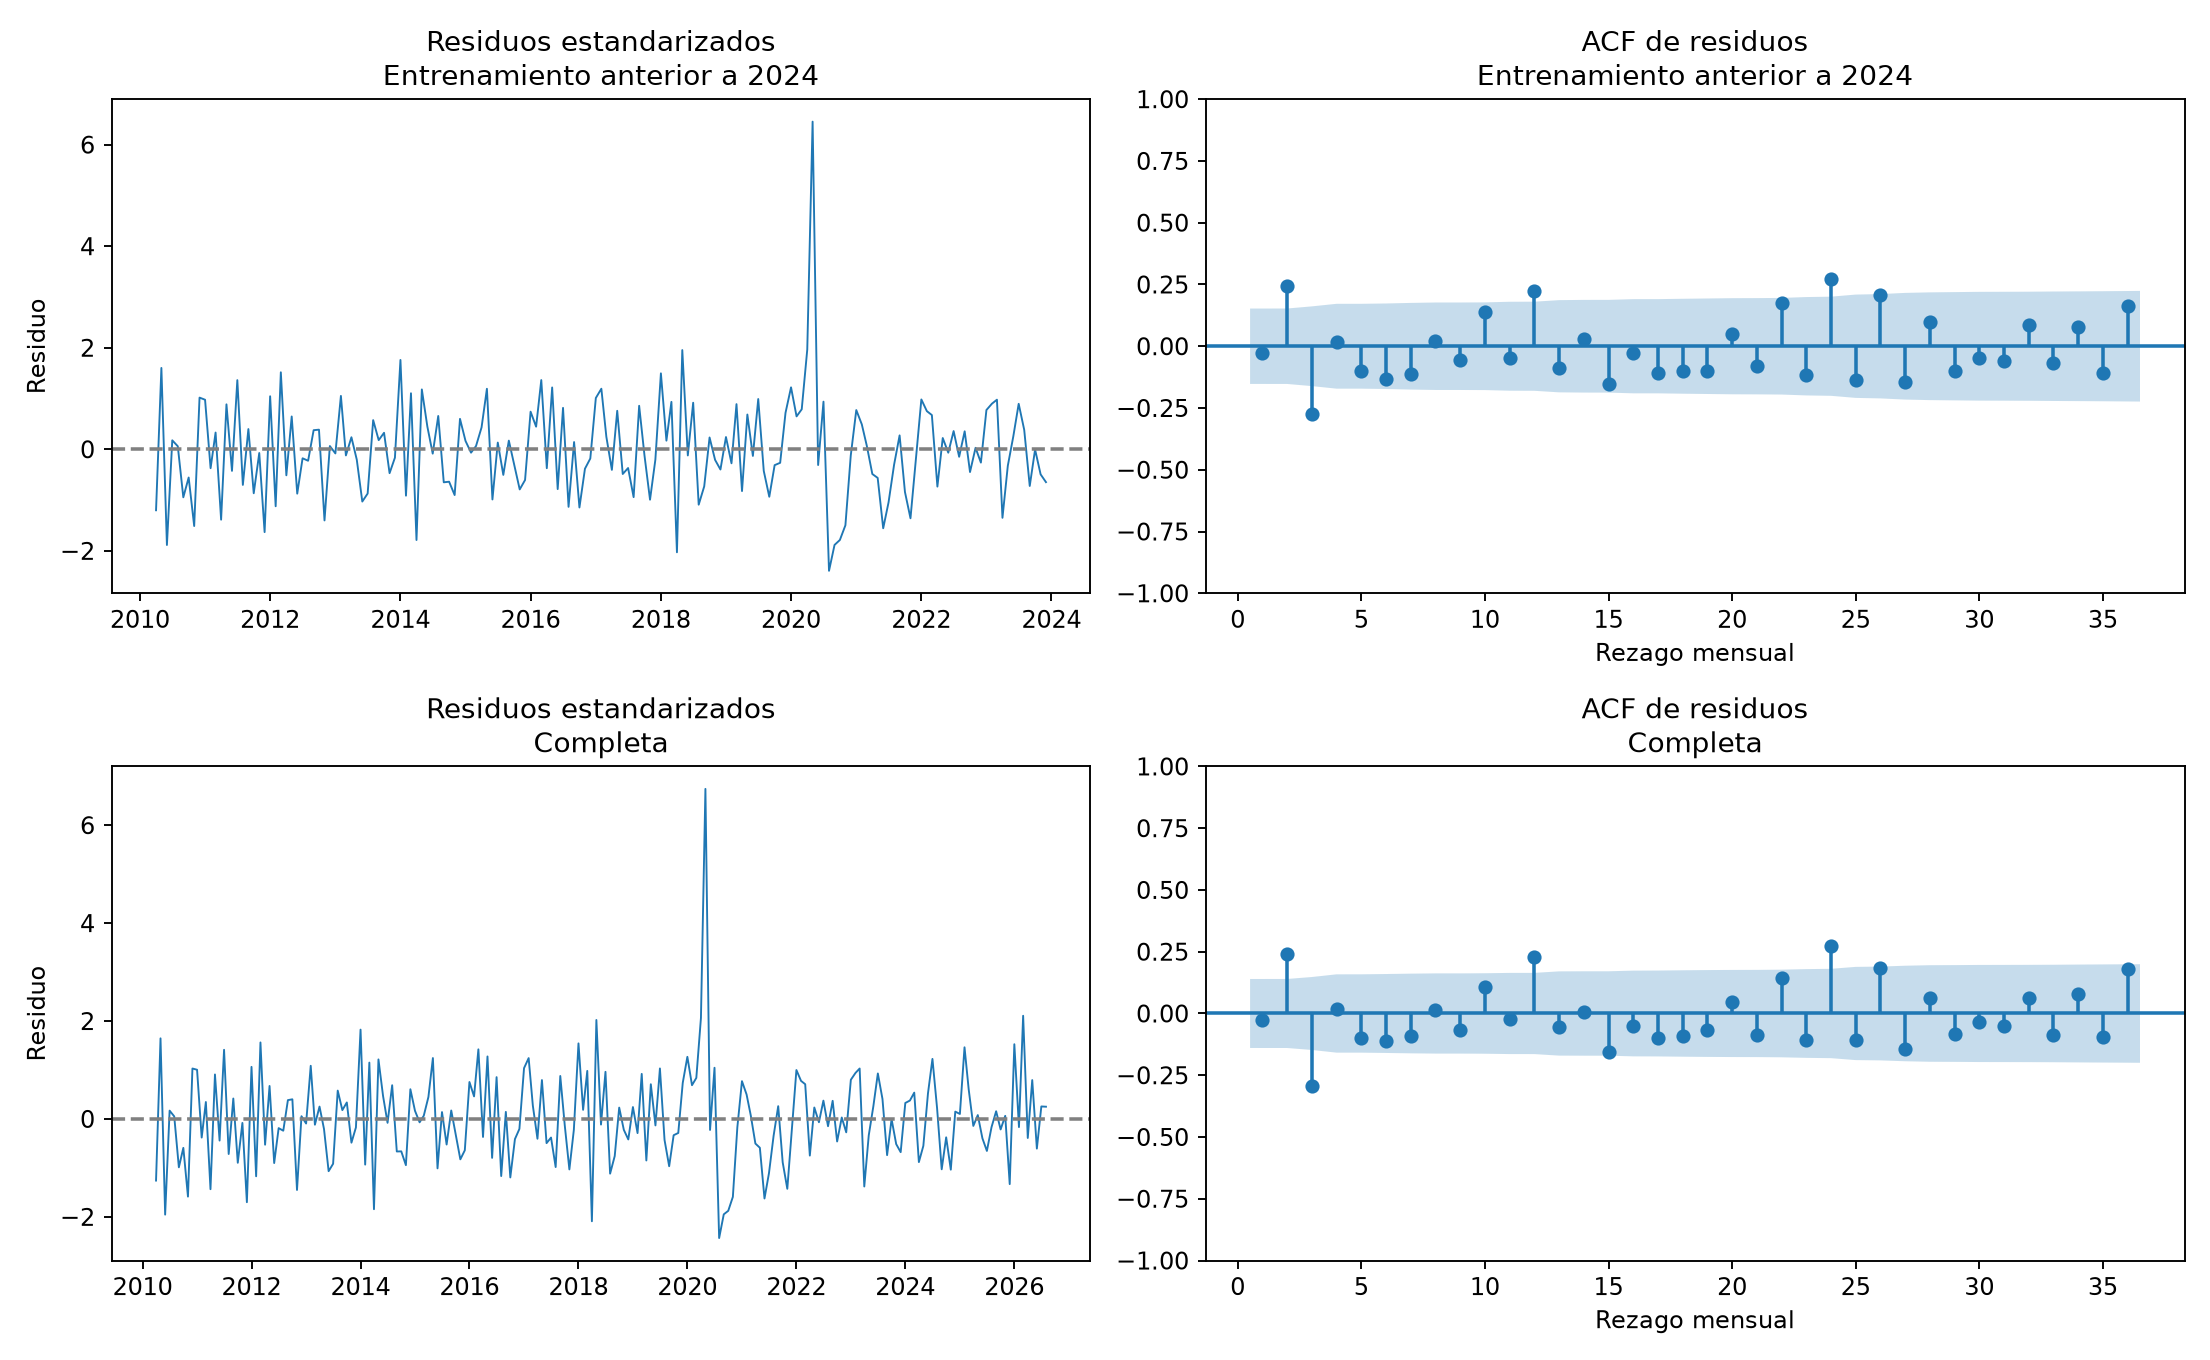 Residuos estandarizados
Entrenamiento anterior a 2024
Residuo
6
4
2
0
−2
2010 2012 2014 2016 2018 2020 2022 2024
ACF de residuos
Entrenamiento anterior a 2024
1.00
0.75
0.50
0.25
0.00
−0.25
−0.50
−0.75
−1.00
0 5 10 15 20 25 30 35
Rezago mensual
Residuos estandarizados
Completa
Residuo
6
4
2
0
−2
2010 2012 2014 2016 2018 2020 2022 2024 2026
ACF de residuos
Completa
1.00
0.75
0.50
0.25
0.00
−0.25
−0.50
−0.75
−1.00
0 5 10 15 20 25 30 35
Rezago mensual